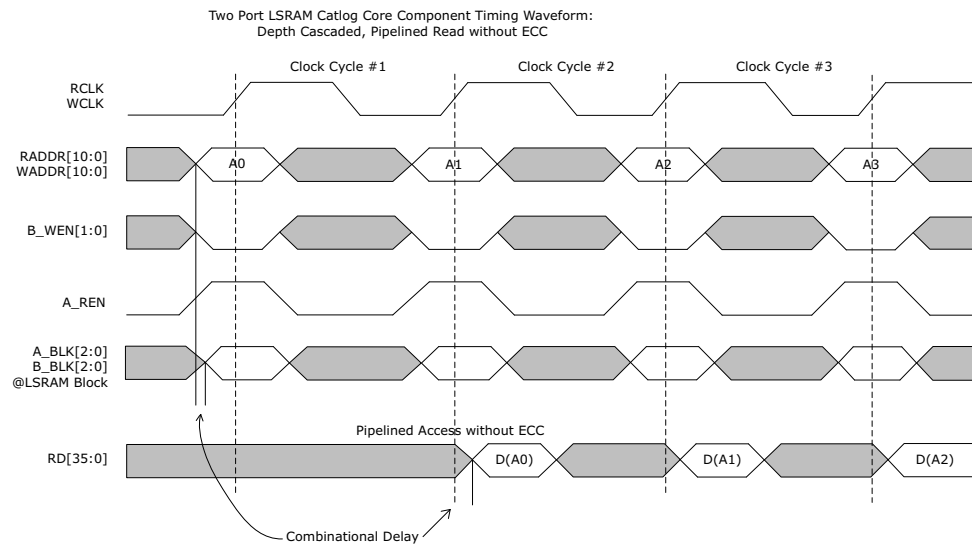 Two Port LSRAM Catlog Core Component Timing Waveform:
Depth Cascaded, Pipelined Read without ECC
Clock Cycle #1
Clock Cycle #2
Clock Cycle #3
RCLK
WCLK
RADDR[10:0]
WADDR[10:0]
A0
A1
A2
A3
B_WEN[1:0]
A_REN
A_BLK[2:0]
B_BLK[2:0]
@LSRAM Block
Pipelined Access without ECC
RD[35:0]
D(A0)
D(A1)
D(A2)
Combinational Delay